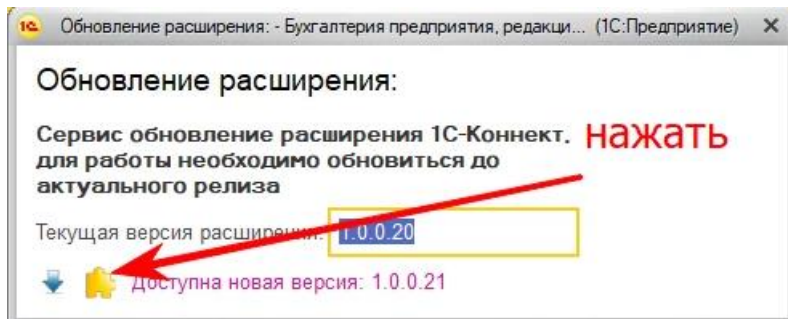 1С Обновление расширения: - Бухгалтерия предприятия, редакци... (1С:Предприятие) ×
Обновление расширения:
Сервис обновление расширения 1С-Коннект.
для работы необходимо обновиться до
актуального релиза
нажать
Текущая версия расширения: 1.0.0.20
Доступна новая версия: 1.0.0.21